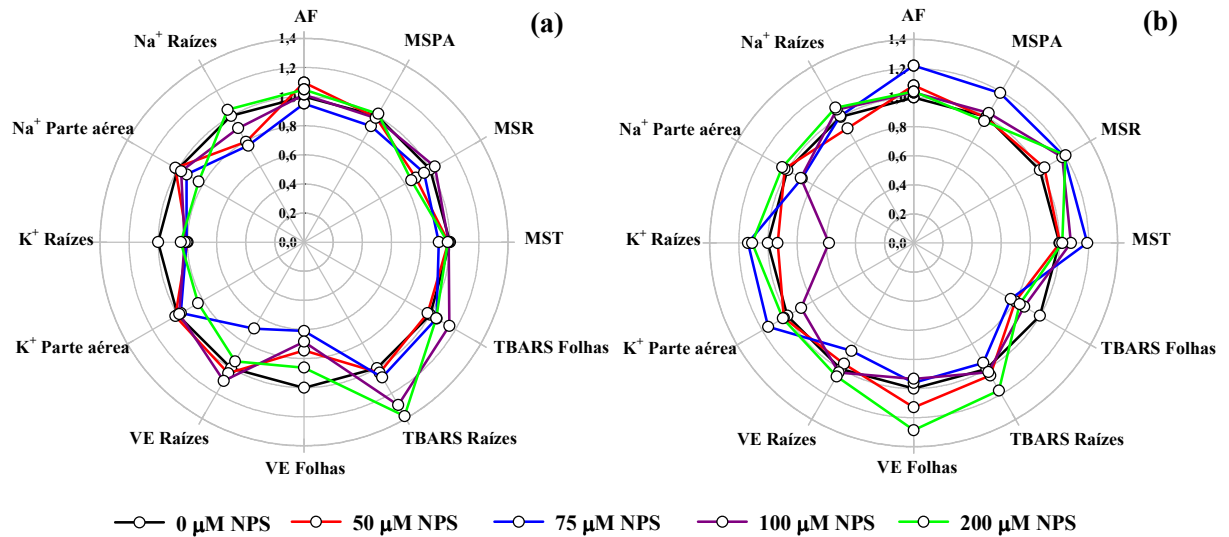 (a)
AF
MSPA
MSR
MST
TBARS Folhas
TBARS Raízes
VE Folhas
VE Raízes
K⁺ Parte aérea
K⁺ Raízes
Na⁺ Parte aérea
Na⁺ Raízes
1,4
1,2
1,0
0,8
0,6
0,4
0,2
0,0
(b)
AF
MSPA
MSR
MST
TBARS Folhas
TBARS Raízes
VE Folhas
VE Raízes
K⁺ Parte aérea
K⁺ Raízes
Na⁺ Parte aérea
Na⁺ Raízes
1,4
1,2
1,0
0,8
0,6
0,4
0,2
0,0
0 µM NPS 50 µM NPS 75 µM NPS 100 µM NPS 200 µM NPS